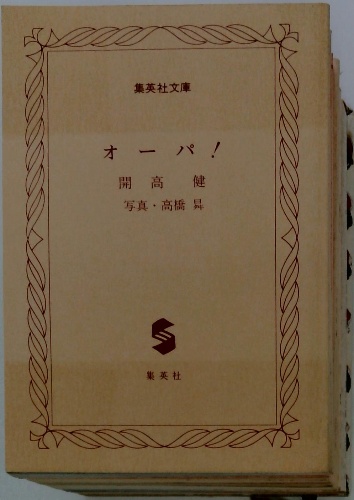 集英社文庫
オーパ！
開高 健
写真・高橋 曻
集英社